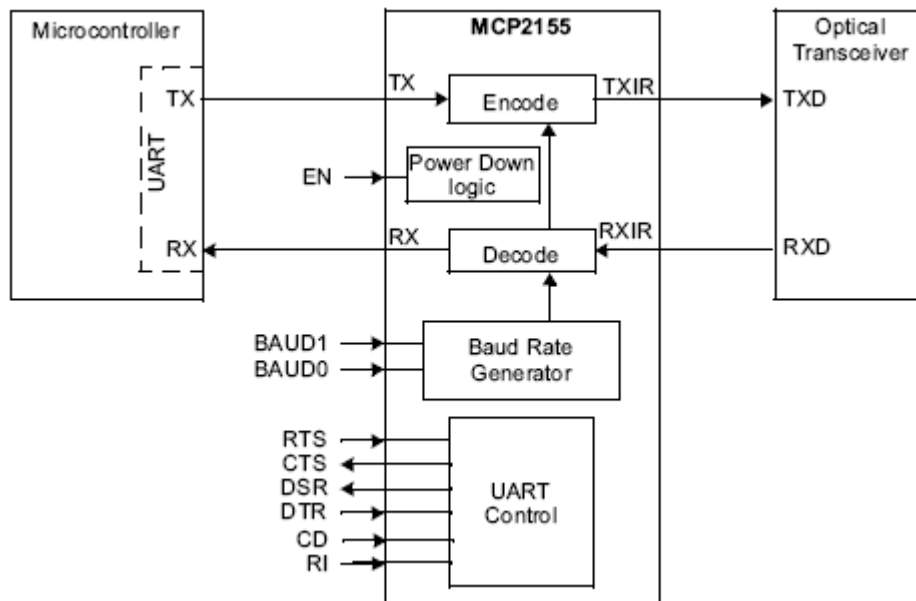 Microcontroller
MCP2155
Optical
Transceiver
TX
TX
Encode
TXIR
TXD
UART
EN
Power Down
logic
RX
RX
Decode
RXIR
RXD
BAUD1
BAUD0
Baud Rate
Generator
RTS
CTS
DSR
DTR
CD
RI
UART
Control